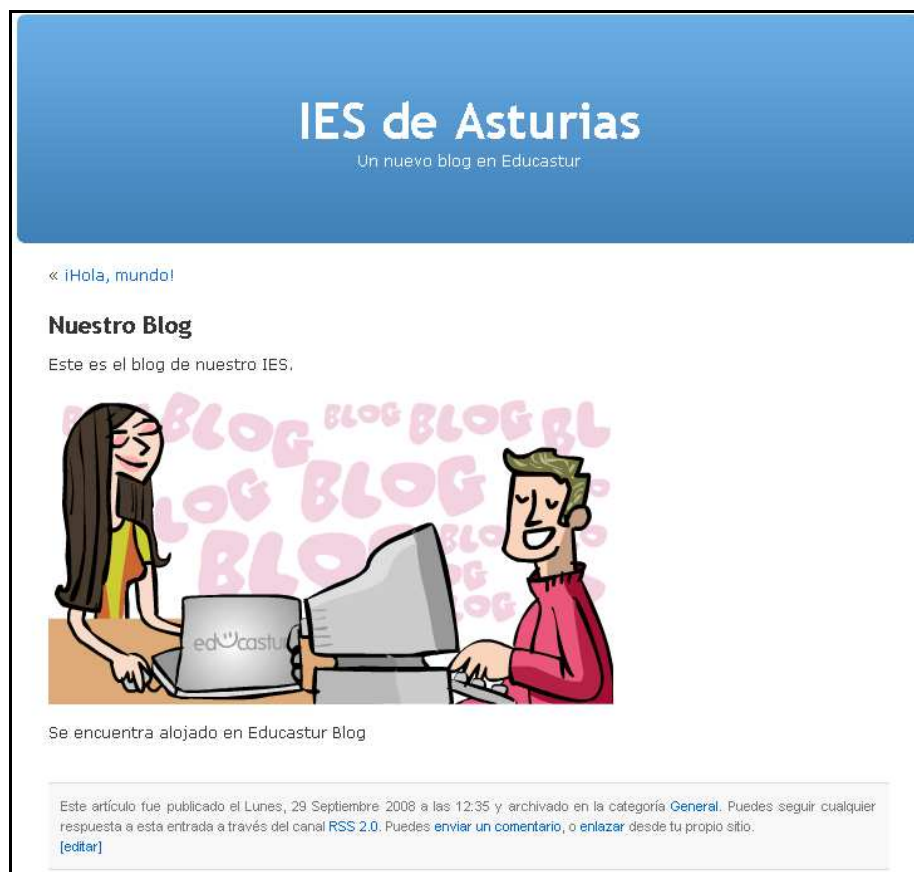 IES de Asturias
Un nuevo blog en Educastur
« ¡Hola, mundo!
Nuestro Blog
Este es el blog de nuestro IES.
BLOG BLOG BLOG BL
LOG BLOG
BLOG BLO
educastur
Se encuentra alojado en Educastur Blog
Este artículo fue publicado el Lunes, 29 Septiembre 2008 a las 12:35 y archivado en la categoría General. Puedes seguir cualquier
respuesta a esta entrada a través del canal RSS 2.0. Puedes enviar un comentario, o enlazar desde tu propio sitio.
[editar]